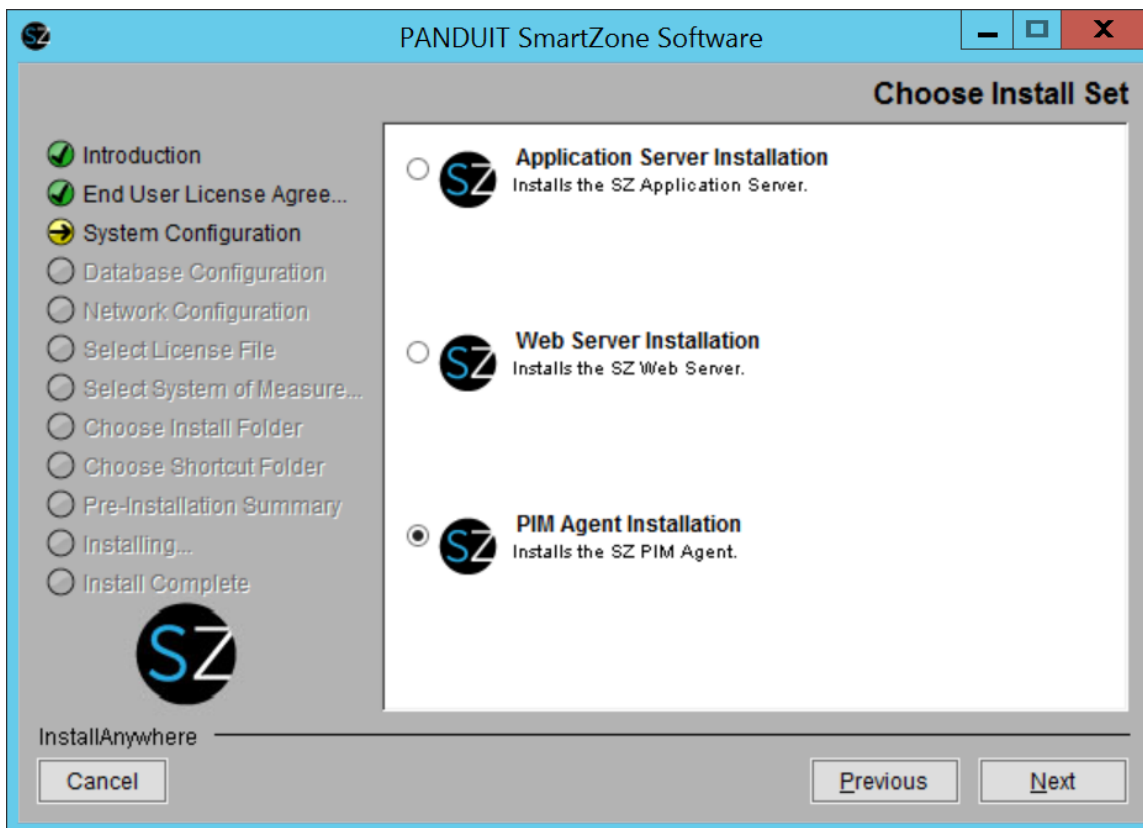 SZ
PANDUIT SmartZone Software
X
Choose Install Set
Introduction
End User License Agree...
System Configuration
Database Configuration
Network Configuration
Select License File
Select System of Measure...
Choose Install Folder
Choose Shortcut Folder
Pre-Installation Summary
Installing...
Install Complete
SZ
SZ
Application Server Installation
Installs the SZ Application Server.
SZ
Web Server Installation
Installs the SZ Web Server.
SZ
PIM Agent Installation
Installs the SZ PIM Agent.
InstallAnywhere
Cancel
Previous
Next